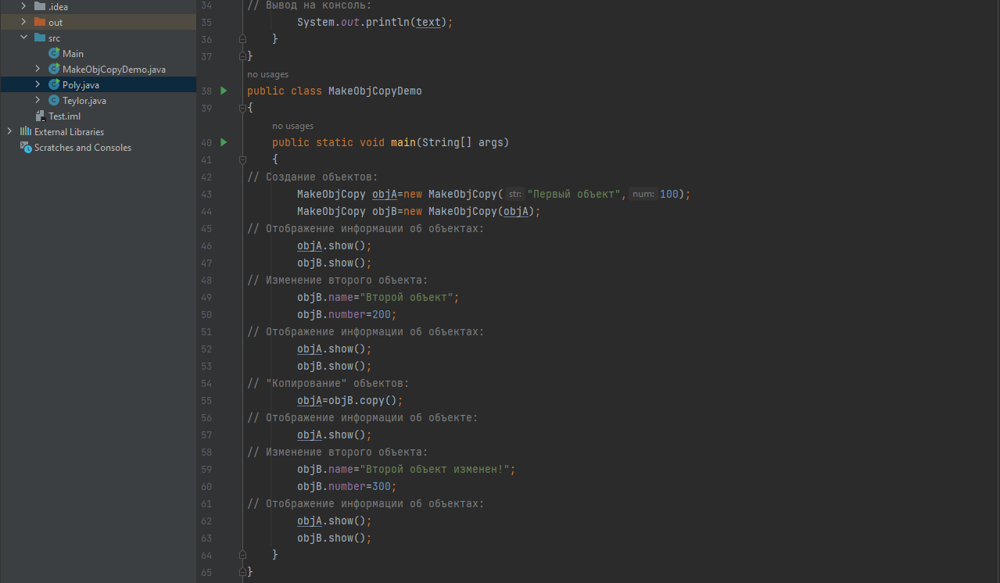 .idea
out
src
Main
MakeObjCopyDemo.java
Poly.java
Teylor.java
Test.iml
External Libraries
Scratches and Consoles
34 // Вывод на консоль:
35 System.out.println(text);
36 }
37 }
no usages
38 public class MakeObjCopyDemo
39 {
no usages
40 public static void main(String[] args)
41 {
42 // Создание объектов:
43 MakeObjCopy objA=new MakeObjCopy( str: "Первый объект", num: 100);
44 MakeObjCopy objB=new MakeObjCopy(objA);
45 // Отображение информации об объектах:
46 objA.show();
47 objB.show();
48 // Изменение второго объекта:
49 objB.name="Второй объект";
50 objB.number=200;
51 // Отображение информации об объектах:
52 objA.show();
53 objB.show();
54 // "Копирование" объектов:
55 objA=objB.copy();
56 // Отображение информации об объекте:
57 objA.show();
58 // Изменение второго объекта:
59 objB.name="Второй объект изменен!";
60 objB.number=300;
61 // Отображение информации об объектах:
62 objA.show();
63 objB.show();
64 }
65 }